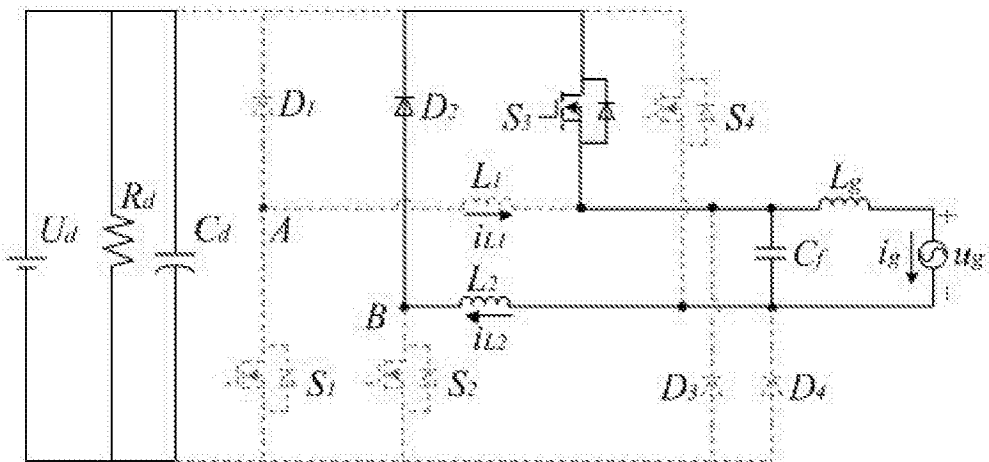 D1
D2
S3
S4
L1
Lg
Rd
Ud
Cd
A
iL1
Cf
ig
ug
+
-
L2
B
iL2
S1
S2
D3
D4